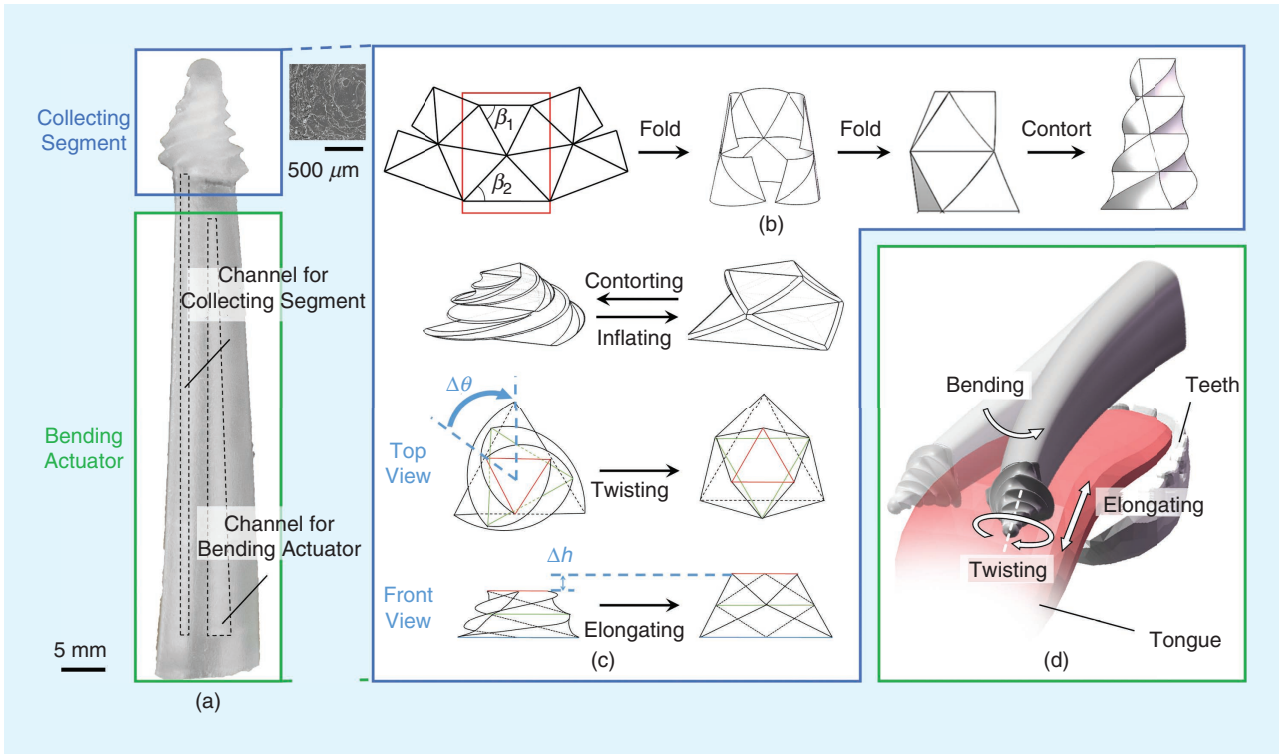 Collecting
Segment
500 μm
Channel for
Collecting Segment
Bending
Actuator
Channel for
Bending Actuator
5 mm
(a)
β1
β2
Fold
Fold
Contort
(b)
Contorting
Inflating
Δθ
Top
View
Twisting
Δh
Front
View
Elongating
(c)
Bending
Teeth
Elongating
Twisting
Tongue
(d)